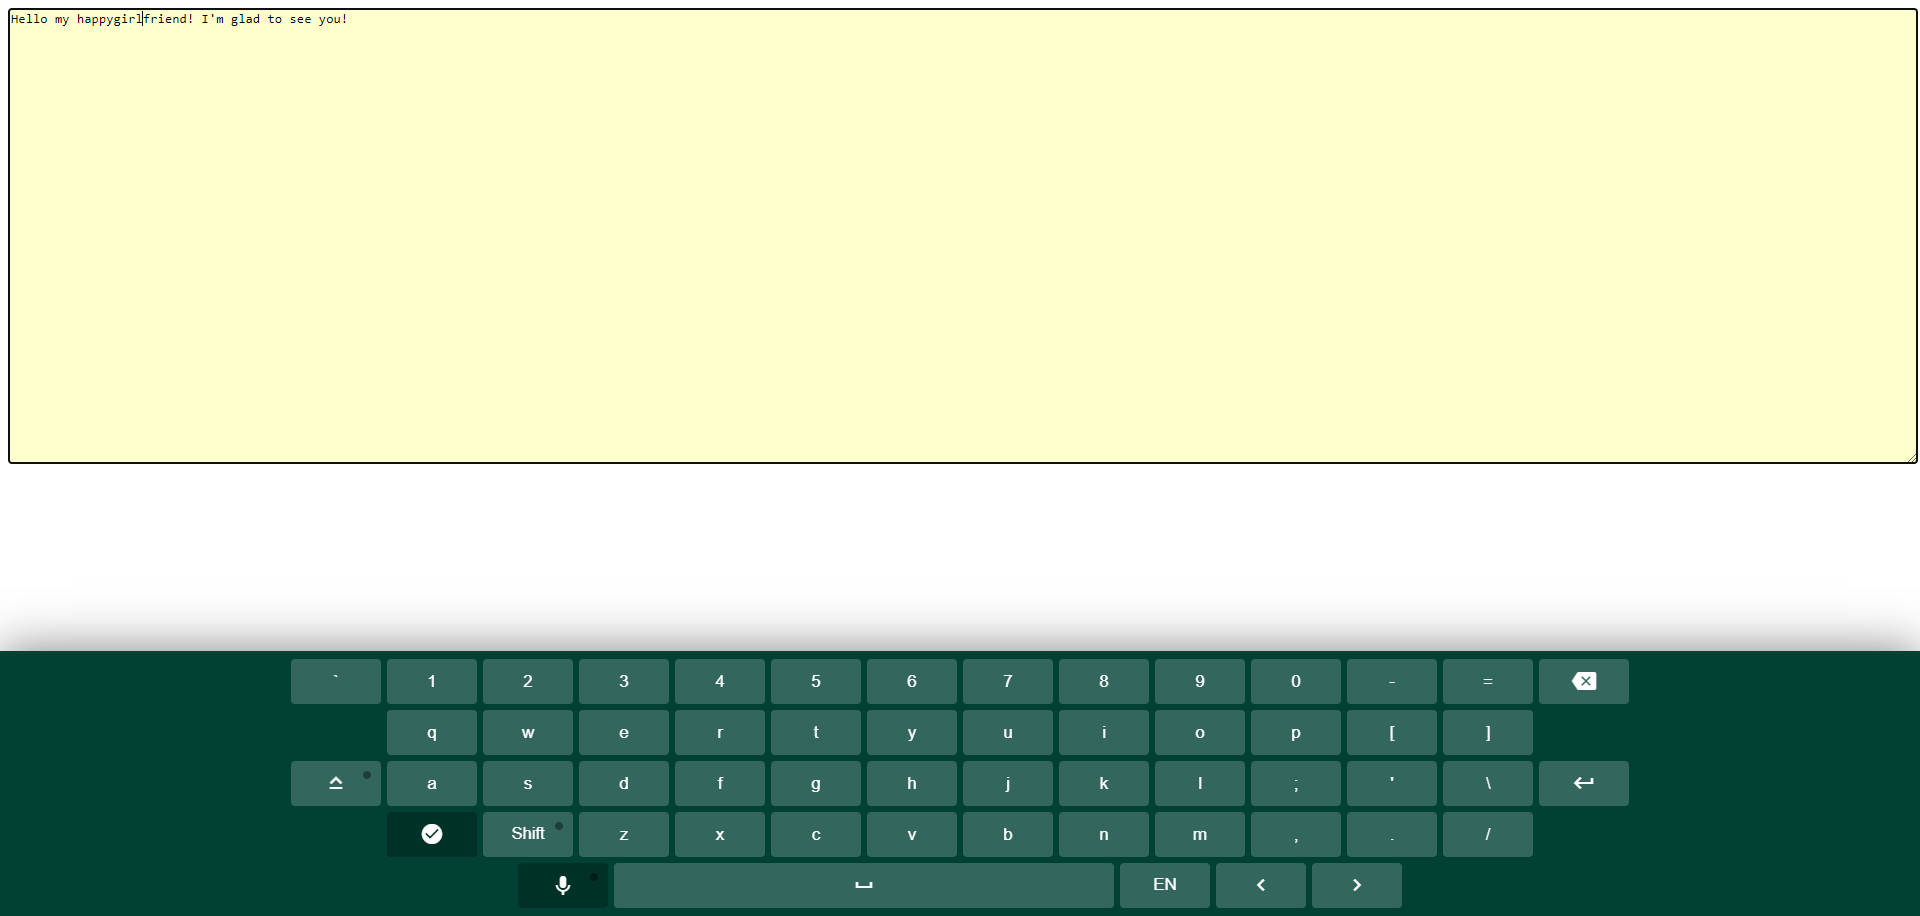 Hello my happygirlfriend! I'm glad to see you!
` 1 2 3 4 5 6 7 8 9 0 - =
q w e r t y u i o p [ ]
a s d f g h j k l ; ' \
Shift z x c v b n m , . /
EN